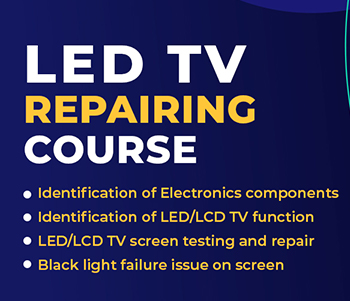 LED TV
REPAIRING
COURSE
• Identification of Electronics components
• Identification of LED/LCD TV function
• LED/LCD TV screen testing and repair
• Black light failure issue on screen